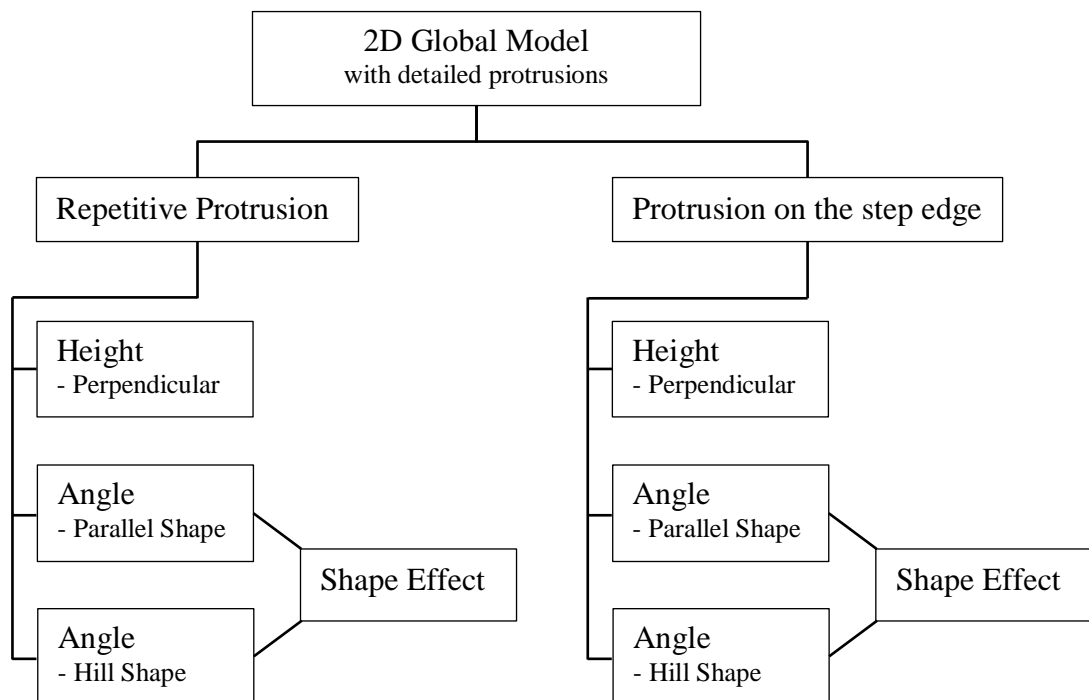 2D Global Model
with detailed protrusions
Repetitive Protrusion
Protrusion on the step edge
Height
- Perpendicular
Angle
- Parallel Shape
Angle
- Hill Shape
Shape Effect
Height
- Perpendicular
Angle
- Parallel Shape
Angle
- Hill Shape
Shape Effect